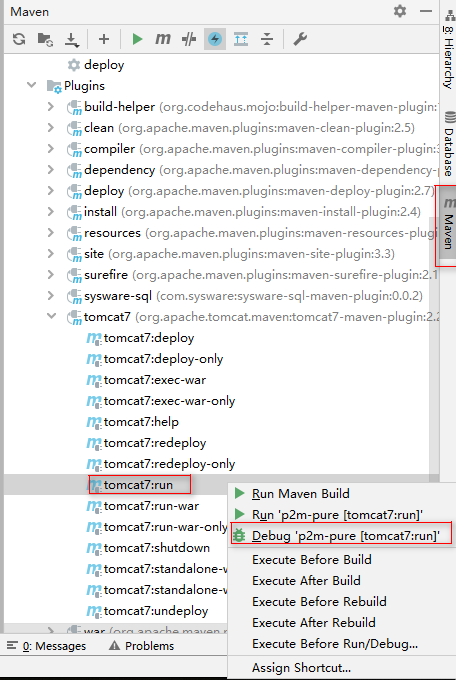 Maven
deploy
Plugins
build-helper (org.codehaus.mojo:build-helper-maven-plugin:
clean (org.apache.maven.plugins:maven-clean-plugin:2.5)
compiler (org.apache.maven.plugins:maven-compiler-plugin:3
dependency (org.apache.maven.plugins:maven-dependency-p
deploy (org.apache.maven.plugins:maven-deploy-plugin:2.7)
install (org.apache.maven.plugins:maven-install-plugin:2.4)
resources (org.apache.maven.plugins:maven-resources-plugin
site (org.apache.maven.plugins:maven-site-plugin:3.3)
surefire (org.apache.maven.plugins:maven-surefire-plugin:2.1
sysware-sql (com.sysware:sysware-sql-maven-plugin:0.0.2)
tomcat7 (org.apache.tomcat.maven:tomcat7-maven-plugin:2.2
tomcat7:deploy
tomcat7:deploy-only
tomcat7:exec-war
tomcat7:exec-war-only
tomcat7:help
tomcat7:redeploy
tomcat7:redeploy-only
tomcat7:run
tomcat7:run-war
tomcat7:run-war-only
tomcat7:shutdown
tomcat7:standalone-w
tomcat7:standalone-w
tomcat7:undeploy
war (org.apache.maven.plu
Run Maven Build
Run 'p2m-pure [tomcat7:run]'
Debug 'p2m-pure [tomcat7:run]'
Execute Before Build
Execute After Build
Execute Before Rebuild
Execute After Rebuild
Execute Before Run/Debug...
Assign Shortcut...
0: Messages
Problems
8: Hierarchy
Database
Maven